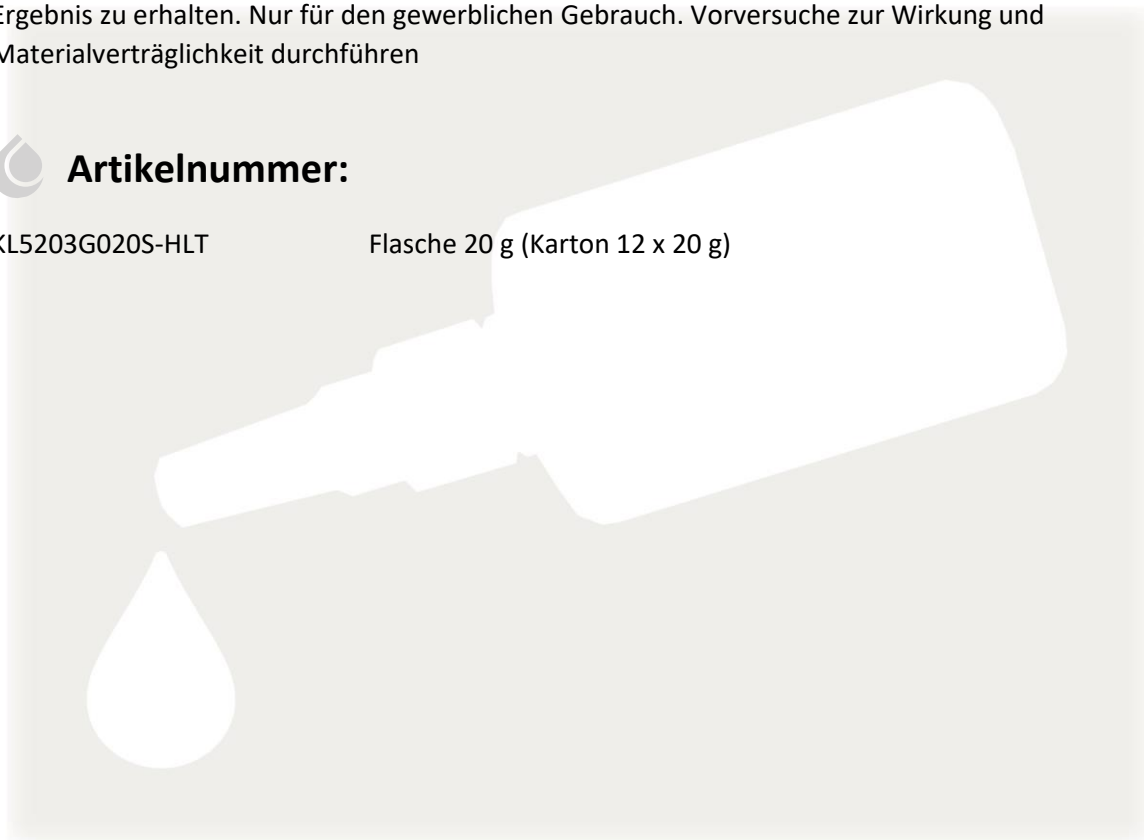 Ergebnis zu erhalten. Nur für den gewerblichen Gebrauch. Vorversuche zur Wirkung und
Materialverträglichkeit durchführen
Artikelnummer:
KL5203G020S-HLT Flasche 20 g (Karton 12 x 20 g)